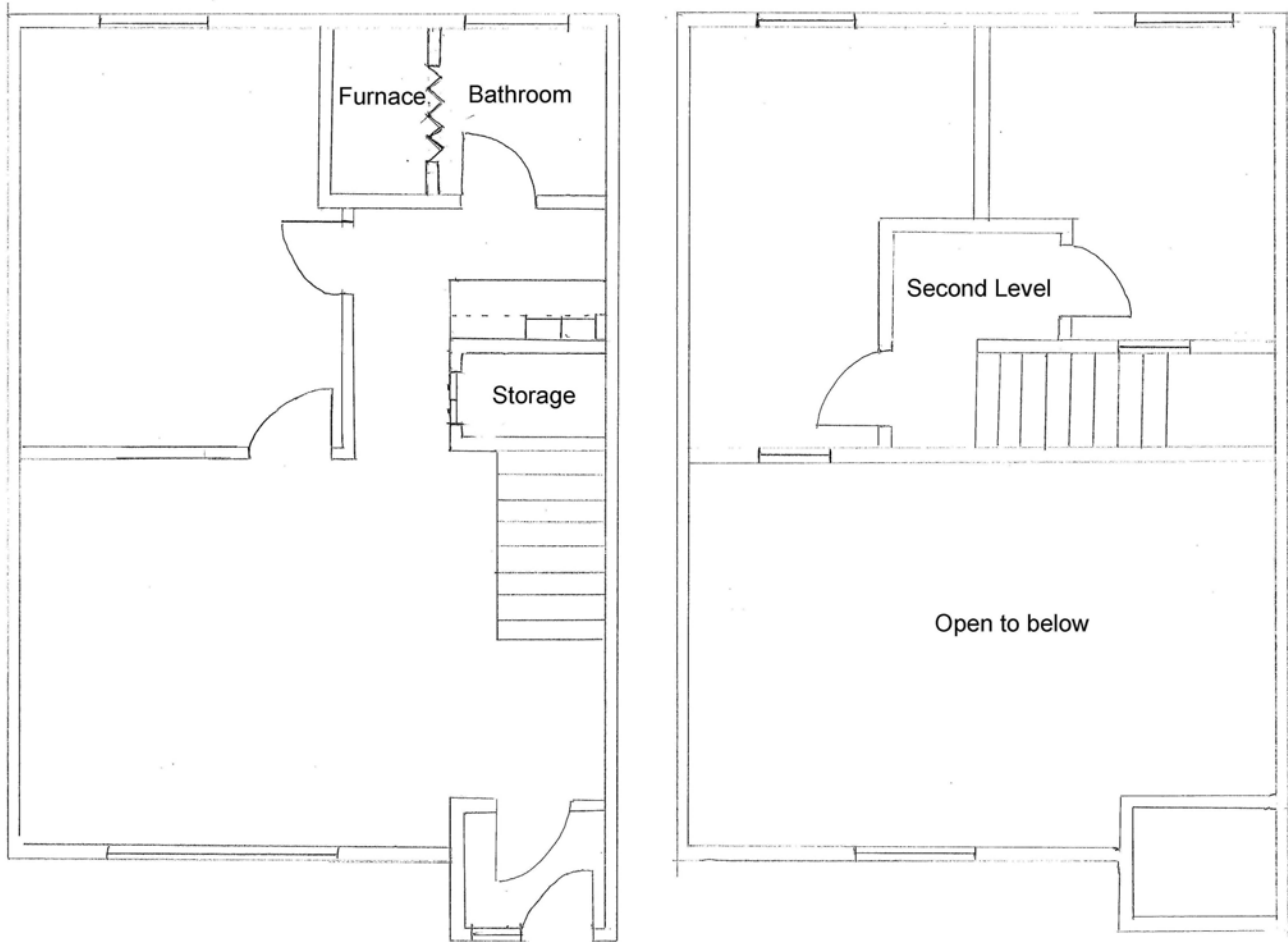 Furnace
Bathroom
Storage
Second Level
Open to below